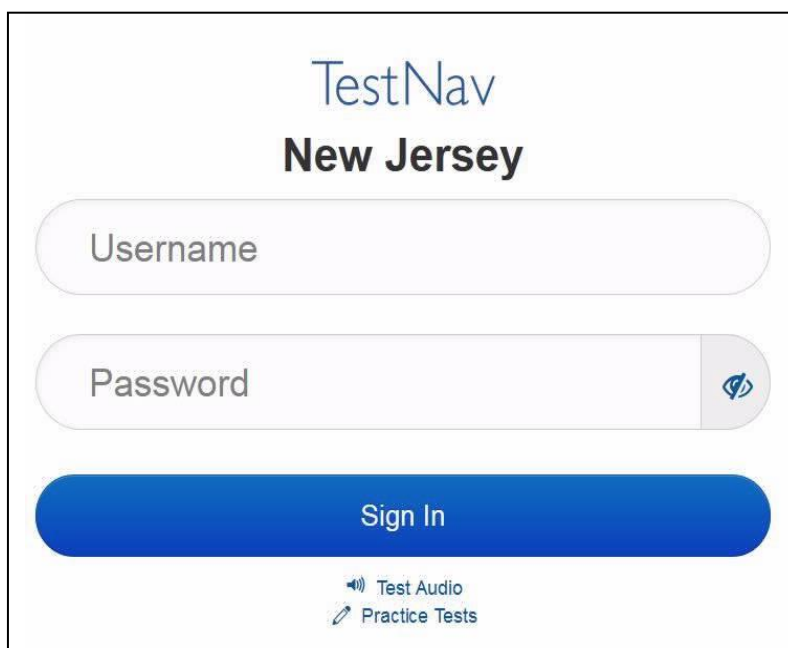 TestNav
New Jersey
Username
Password
Sign In
Test Audio
Practice Tests